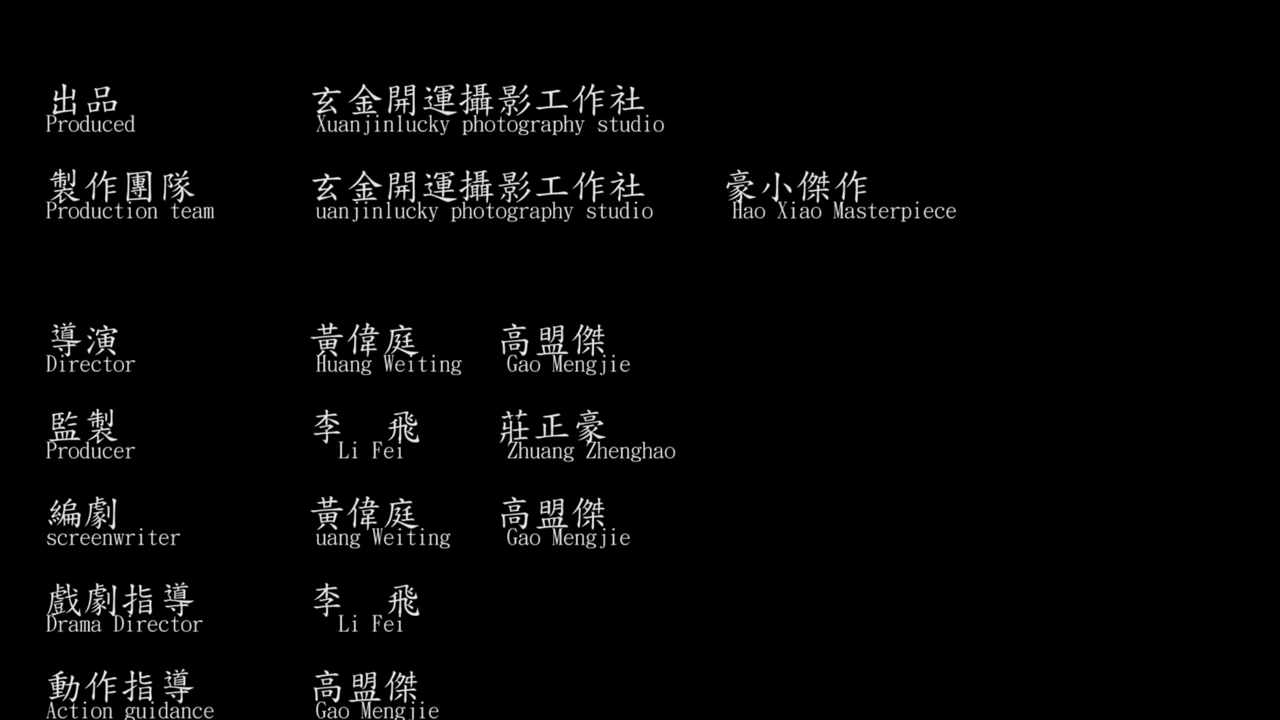 出品 玄金開運攝影工作社
Produced Xuanjinlucky photography studio
製作團隊 玄金開運攝影工作社 豪小傑作
Production team uanjinlucky photography studio Hao Xiao Masterpiece
導演 黃偉庭 高盟傑
Director Huang Weiting Gao Mengjie
監製 李 飛 莊正豪
Producer Li Fei Zhuang Zhenghao
編劇 黃偉庭 高盟傑
screenwriter uang Weiting Gao Mengjie
戲劇指導 李 飛
Drama Director Li Fei
動作指導 高盟傑
Action guidance Gao Mengjie